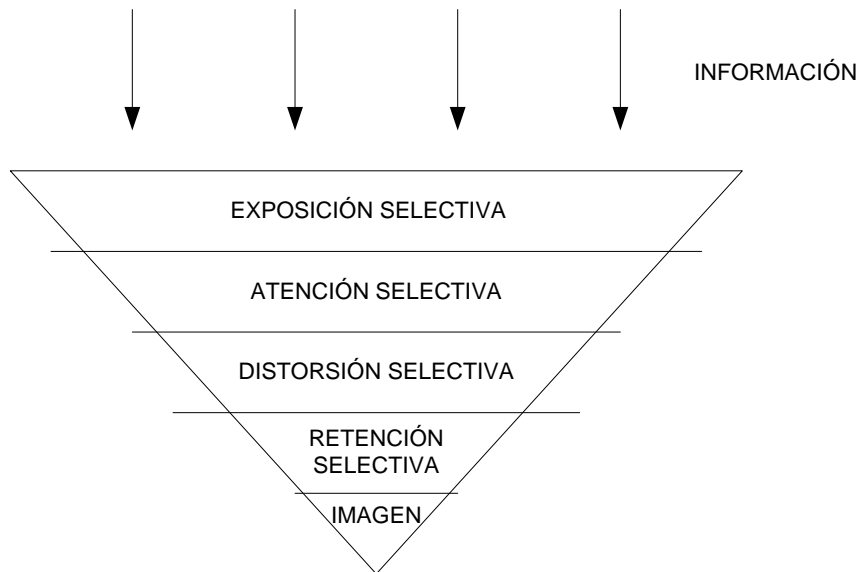 INFORMACIÓN
EXPOSICIÓN SELECTIVA
ATENCIÓN SELECTIVA
DISTORSIÓN SELECTIVA
RETENCIÓN
SELECTIVA
IMAGEN